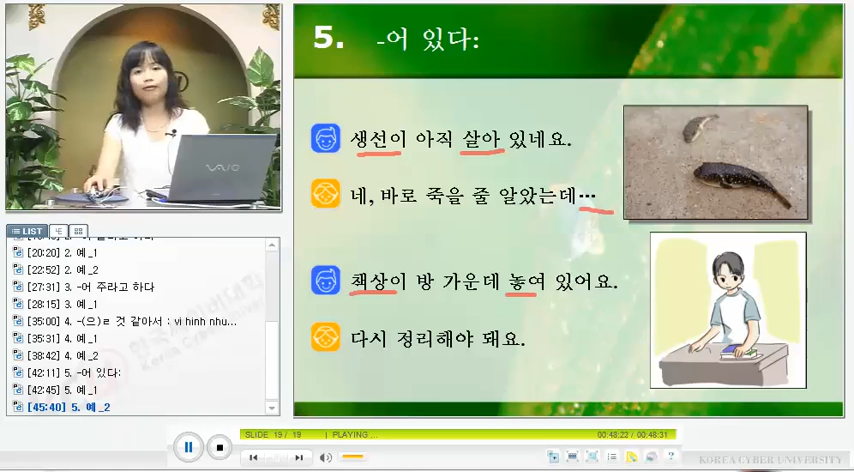 5. -어 있다:
생선이 아직 살아 있네요.
네, 바로 죽을 줄 알았는데…
책상이 방 가운데 놓여 있어요.
다시 정리해야 돼요.
VAIO
LIST
[20:20] 2. 예_1
[22:52] 2. 예_2
[27:31] 3. -어 주라고 하다
[28:15] 3. 예_1
[35:00] 4. -(으)ㄹ 것 같아서 : vi hinh nhu...
[35:31] 4. 예_1
[38:42] 4. 예_2
[42:11] 5. -어 있다:
[42:45] 5. 예_1
[45:40] 5. 예_2
SLIDE 19 / 19 | PLAYING ...
00:48:22 / 00:48:31
KOREA CYBER UNIVERSITY